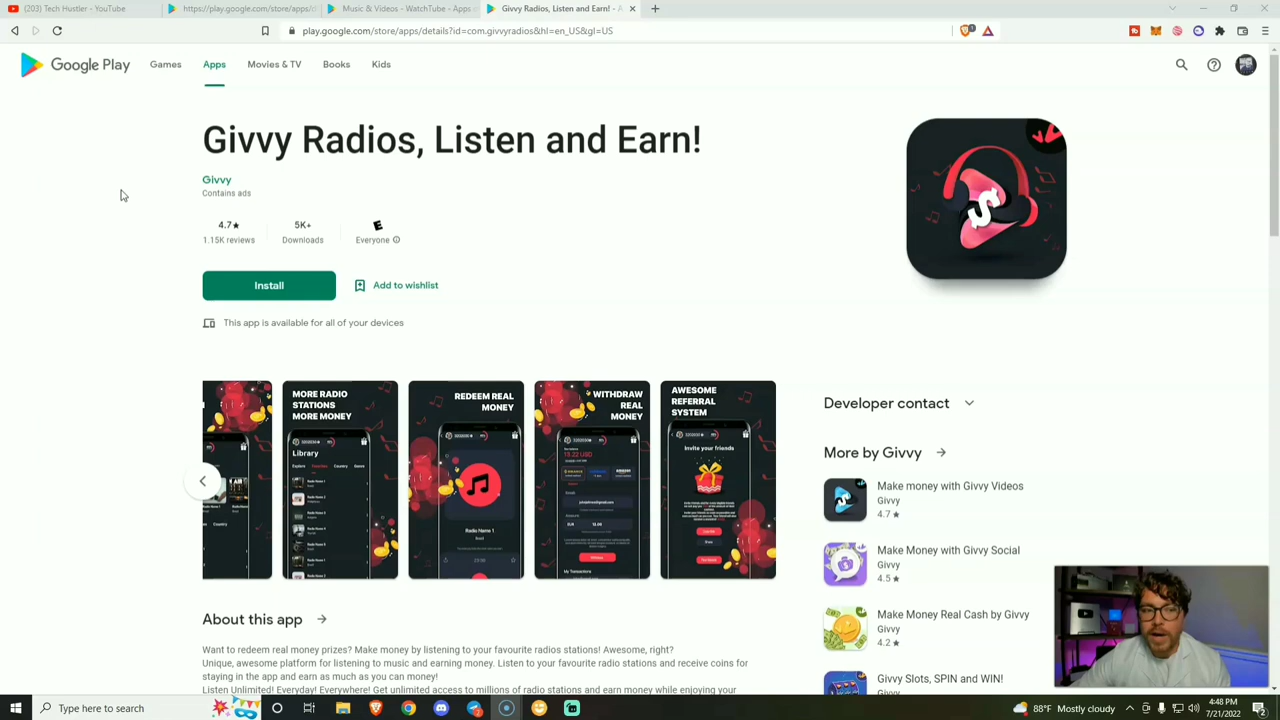 (203) Tech Hustler - YouTube
https://play.google.com/store/apps/d
Music & Videos - WatchTube - Apps
Givvy Radios, Listen and Earn! - A
play.google.com/store/apps/details?id=com.givvyradios&hl=en_US&gl=US
1
Google Play
Games
Apps
Movies & TV
Books
Kids
Givvy Radios, Listen and Earn!
Givvy
Contains ads
4.7★
5K+
E
1.15K reviews
Downloads
Everyone
Install
Add to wishlist
This app is available for all of your devices
MORE RADIO
STATIONS
MORE MONEY
Library
REDEEM REAL
MONEY
Radio Name 1
WITHDRAW
REAL
MONEY
AWESOME
REFERRAL
SYSTEM
Invite your friends
Developer contact
More by Givvy
Make money with Givvy Videos
Givvy
4.7★
Make Money with Givvy Social
Givvy
4.5★
Make Money Real Cash by Givvy
Givvy
4.2★
Givvy Slots, SPIN and WIN!
Givvy
About this app
Want to redeem real money prizes? Make money by listening to your favourite radios stations! Awesome, right?
Unique, awesome platform for listening to music and earning money. Listen to your favourite radio stations and receive coins for
staying in the app and earn as much as you can money!
Listen Unlimited! Everyday! Everywhere! Get unlimited access to millions of radio stations and earn money while enjoying your
Type here to search
88°F Mostly cloudy
4:48 PM
7/21/2022
2